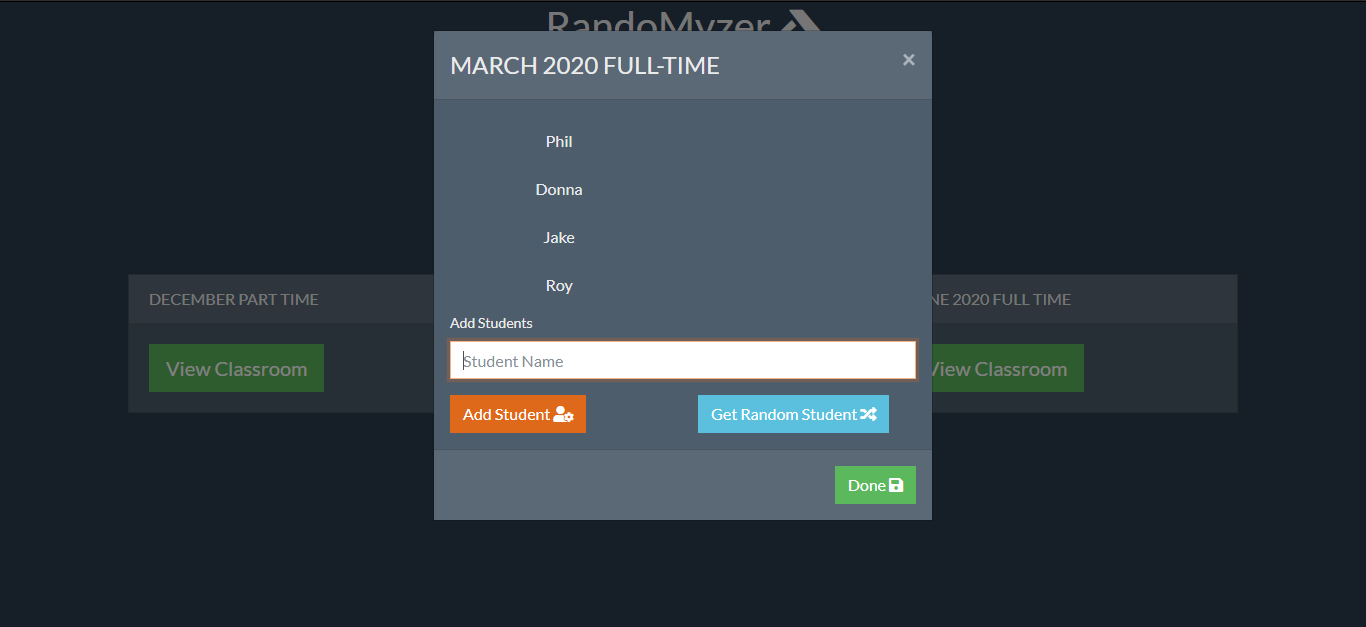 RandoMyzer
MARCH 2020 FULL-TIME
×
Phil
Donna
Jake
Roy
DECEMBER PART TIME
NE 2020 FULL TIME
Add Students
Student Name
View Classroom
View Classroom
Add Student
Get Random Student
Done